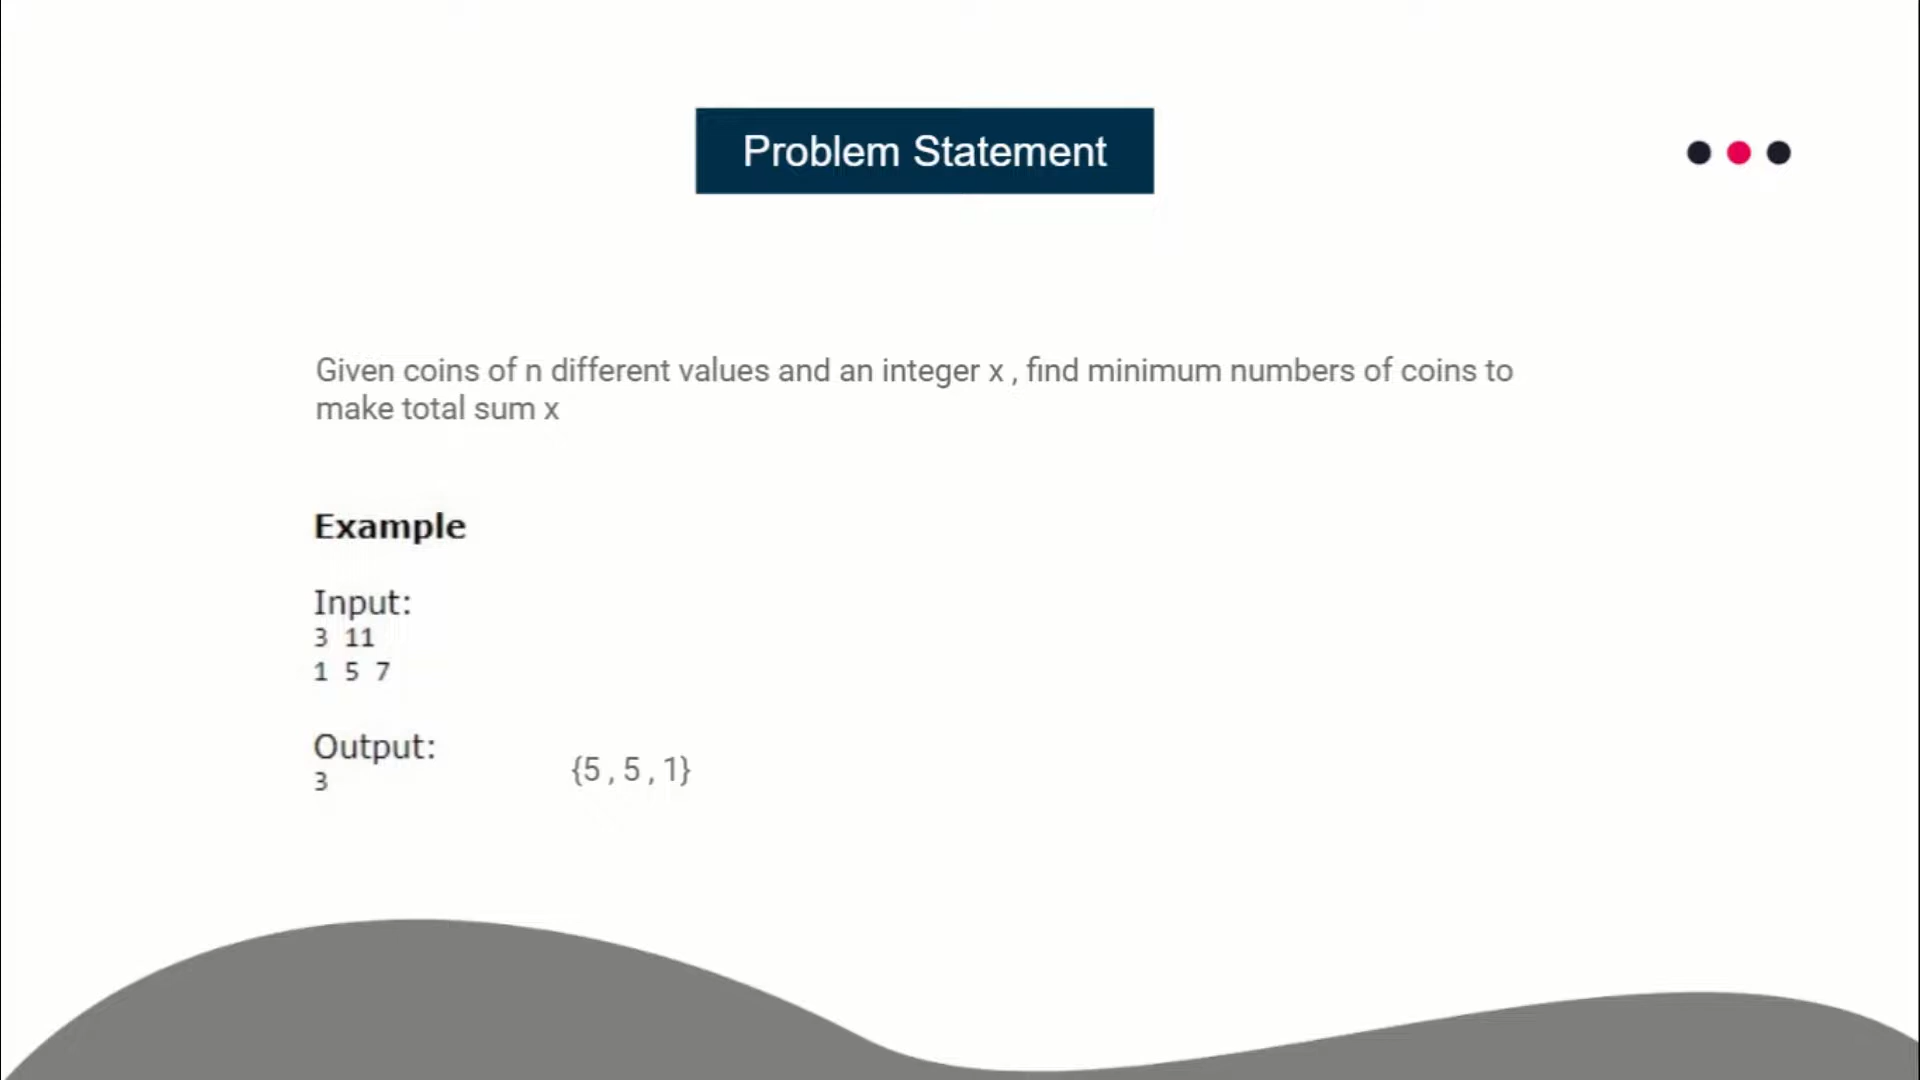 Problem Statement
Given coins of n different values and an integer x , find minimum numbers of coins to
make total sum x
Example
Input:
3 11
1 5 7
Output:
3
{5 , 5 , 1}